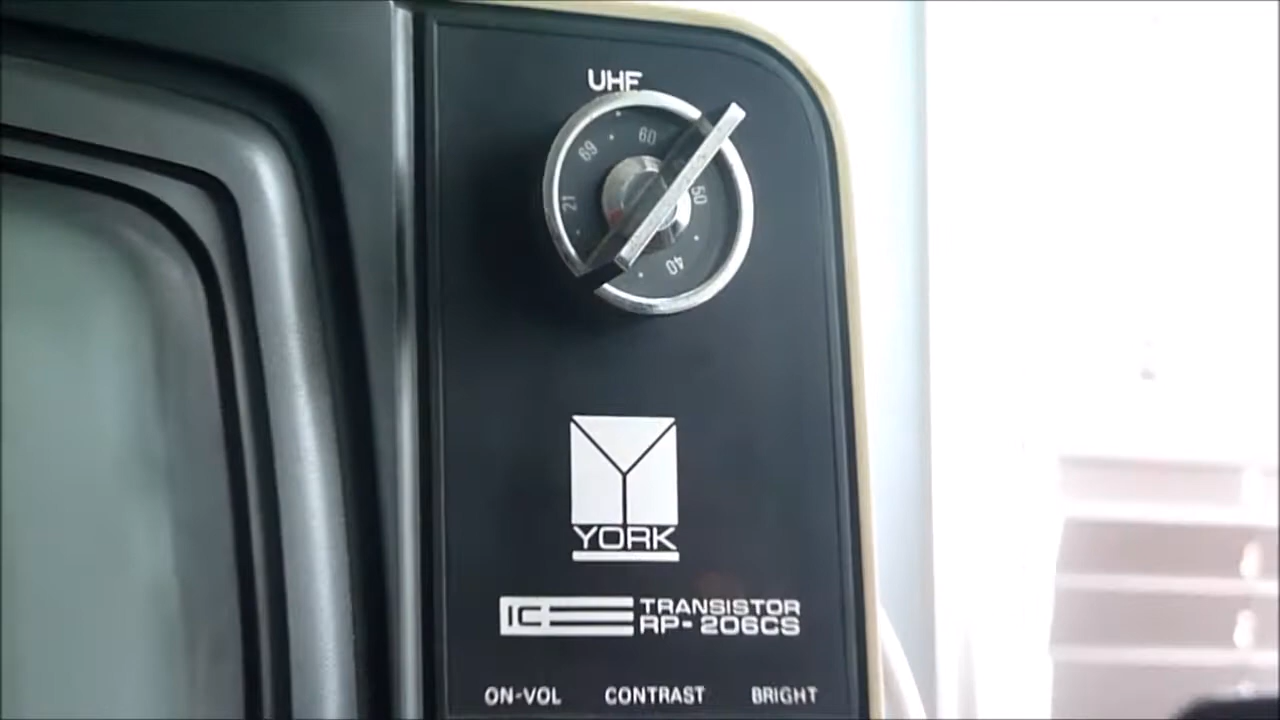 UHF
60
69
50
21
40
YORK
IC TRANSISTOR
RP-206CS
ON-VOL CONTRAST BRIGHT